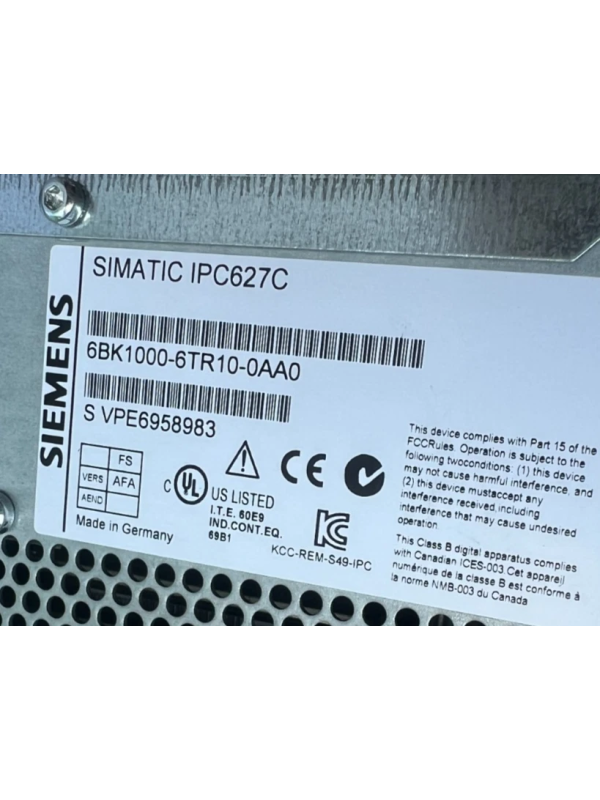 SIEMENS
SIMATIC IPC627C
6BK1000-6TR10-0AA0
S VPE6958983
FS
VERS AFA
AEND
Made in Germany
C UL US LISTED
I.T.E. 60E9
IND.CONT.EQ.
69B1
CE
KCC-REM-S49-IPC
This device complies with Part 15 of the
FCCRules. Operation is subject to the
following twoconditions: (1) this device
may not cause harmful interference, and
(2) this device mustaccept any
interference received,including
interference that may cause undesired
operation.
This Class B digital apparatus complies
with Canadian ICES-003.Cet appareil
numérique de la classe B est conforme à
la norme NMB-003 du Canada